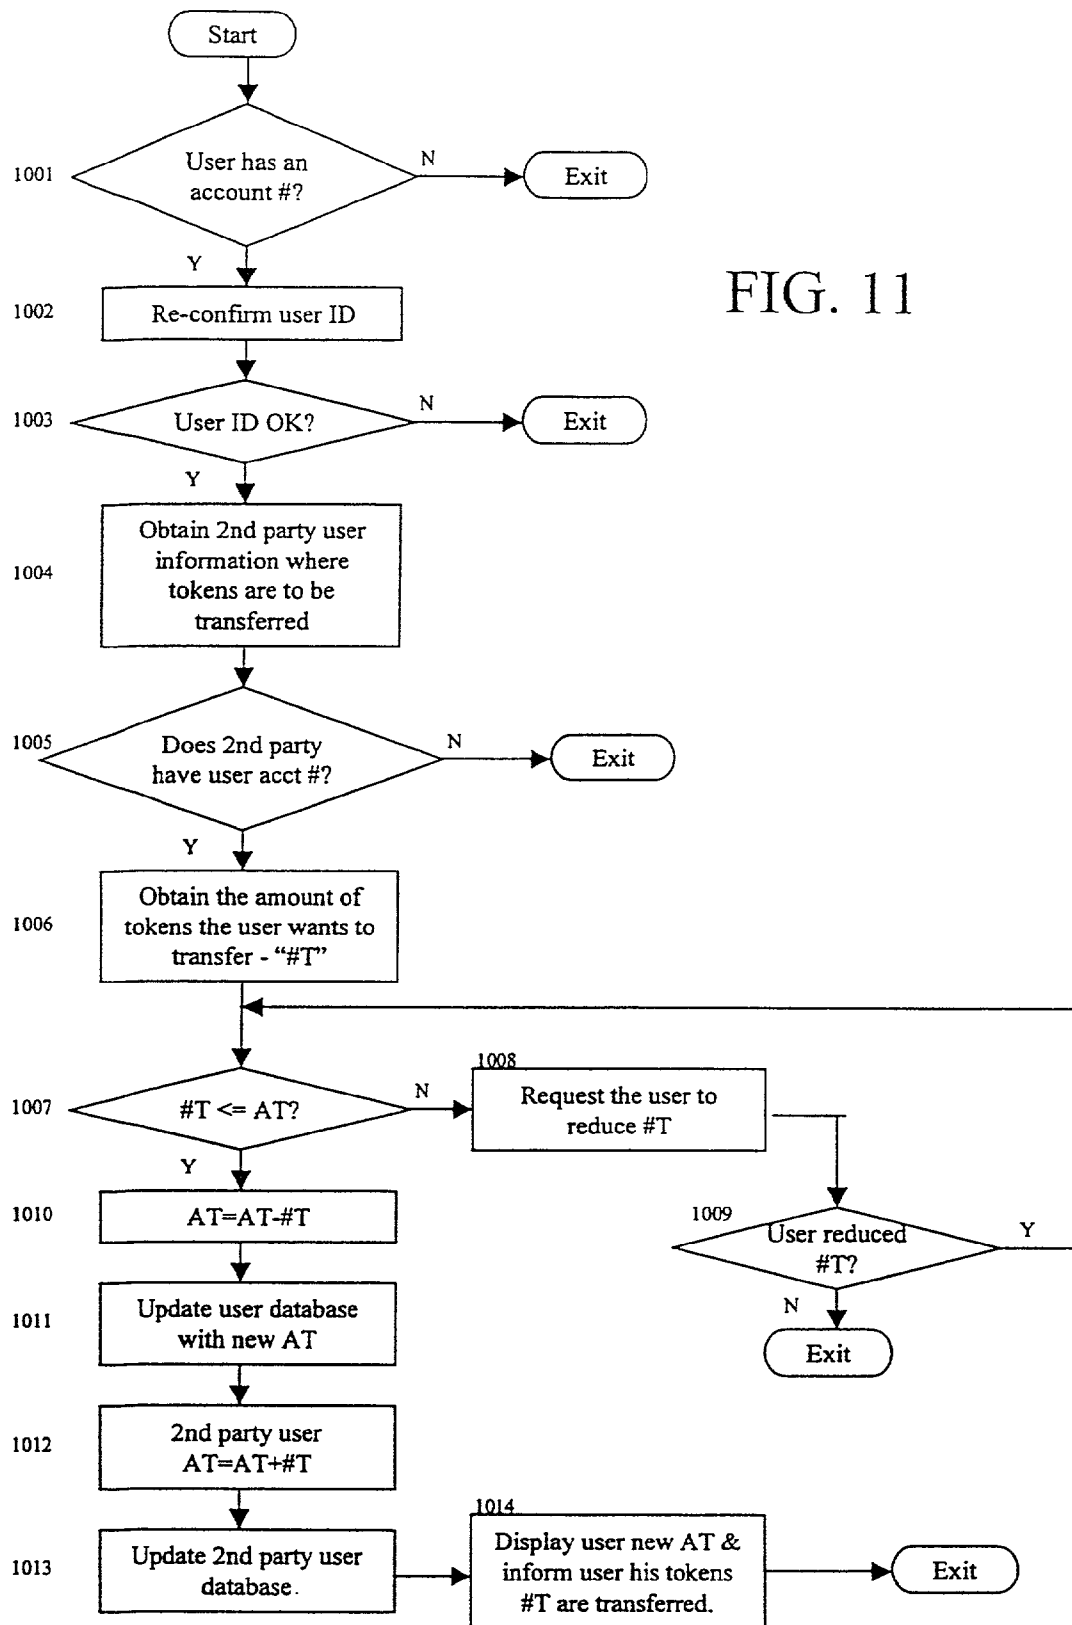 Start
1001
User has an
account #?
N
Exit
Y
FIG. 11
1002
Re-confirm user ID
1003
User ID OK?
N
Exit
Y
1004
Obtain 2nd party user
information where
tokens are to be
transferred
1005
Does 2nd party
have user acct #?
N
Exit
Y
1006
Obtain the amount of
tokens the user wants to
transfer - “#T”
1007
#T <= AT?
N
1008
Request the user to
reduce #T
Y
1009
User reduced
#T?
Y
N
Exit
1010
AT=AT-#T
1011
Update user database
with new AT
1012
2nd party user
AT=AT+#T
1013
Update 2nd party user
database.
1014
Display user new AT &
inform user his tokens
#T are transferred.
Exit